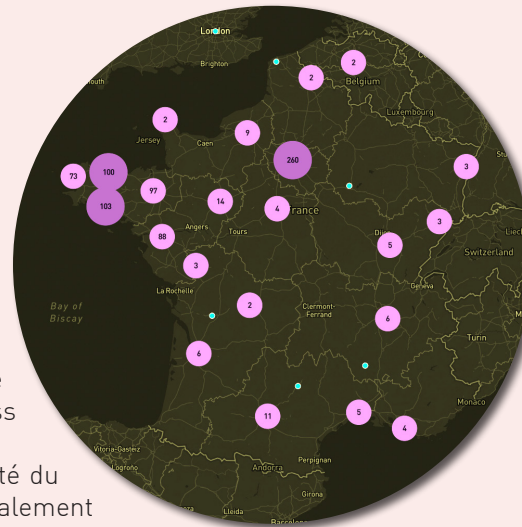 London
Brighton
2
2
Belgium
Luxembourg
2
Jersey
Caen
9
260
3
73
100
97
103
14
4
France
3
88
Angers
Tours
5
Switzerland
3
La Rochelle
Geneva
Bay of
Biscay
2
Clermont-
Ferrand
6
Turin
6
11
5
4
Monaco
Vitoria-Gasteiz
Logroño
Andorra
Perpignan
Girona
Lleida
Barcelona
té du
alement